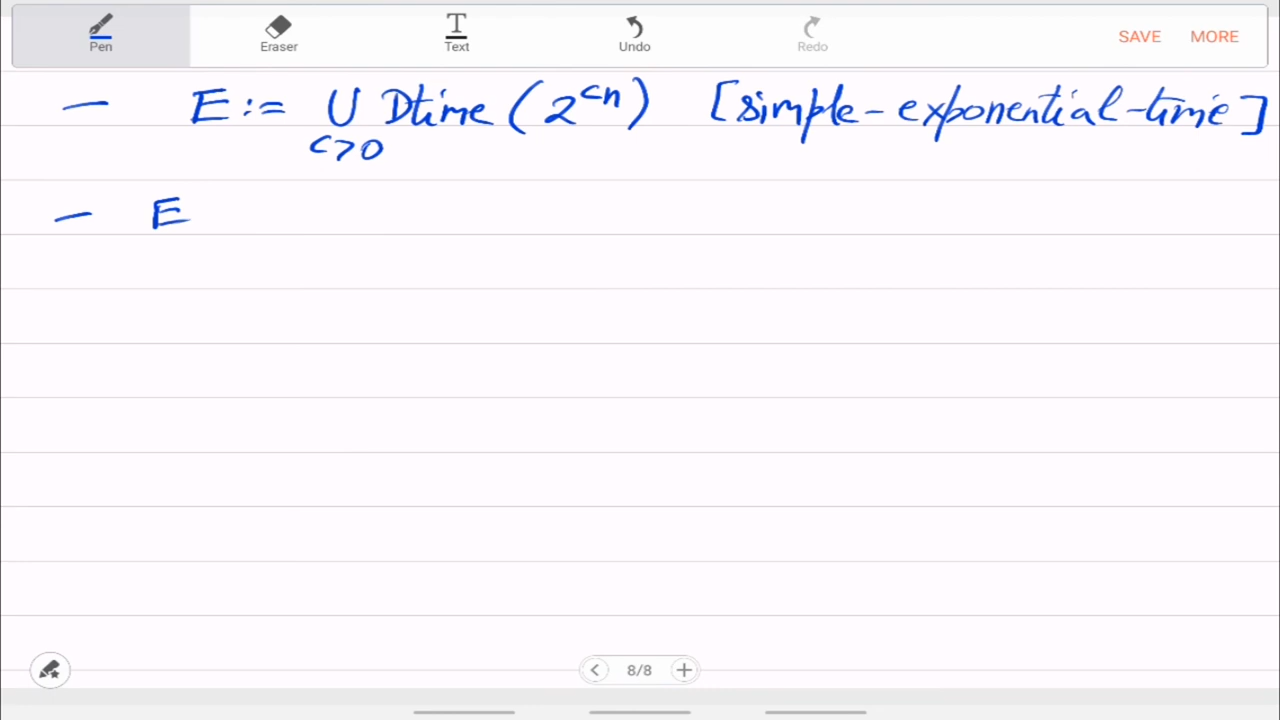 Pen Eraser Text Undo Redo SAVE MORE
— E := ∪ Dtime (2^cn) [simple-exponential-time]
c>0
— E
8/8